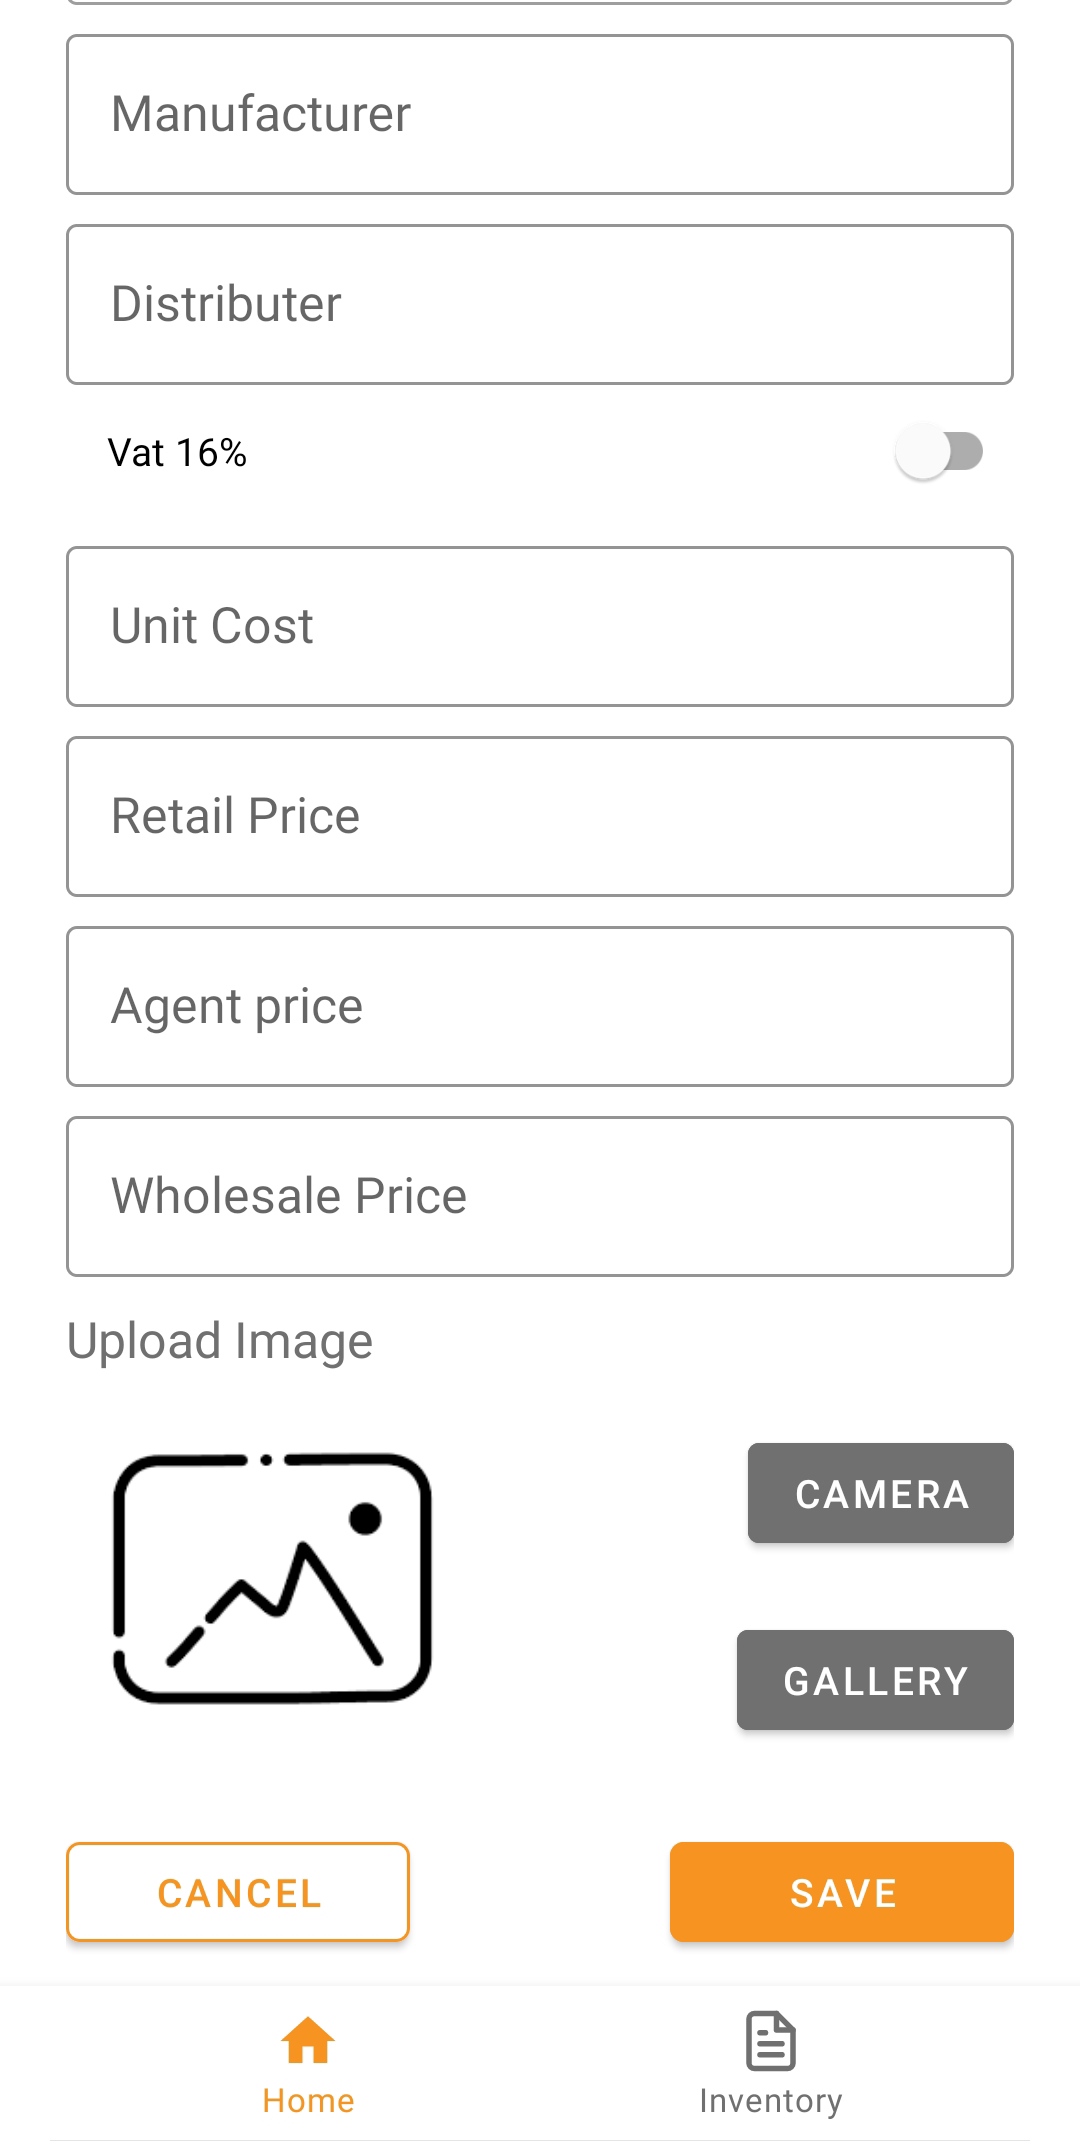 Manufacturer
Distributer
Vat 16%
Unit Cost
Retail Price
Agent price
Wholesale Price
Upload Image
CAMERA
GALLERY
CANCEL
SAVE
Home
Inventory